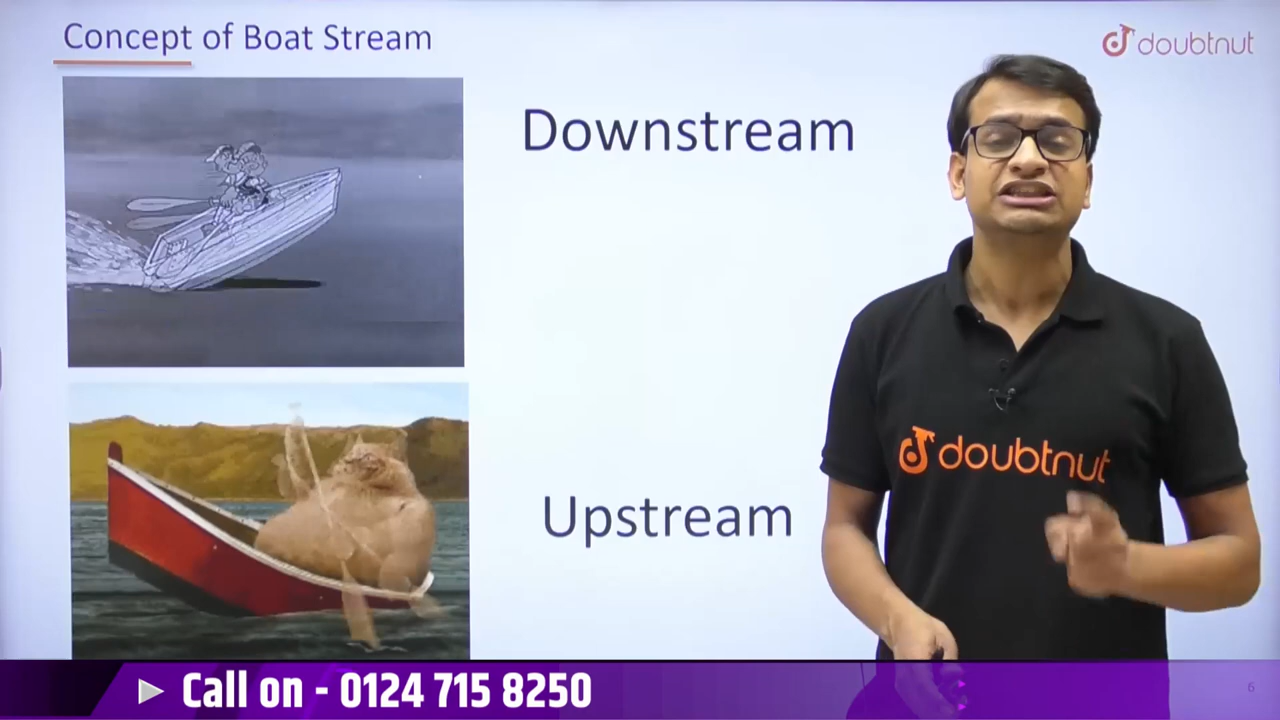 Concept of Boat Stream
doubtnut
Downstream
doubtnut
Upstream
Call on - 0124 715 8250
6